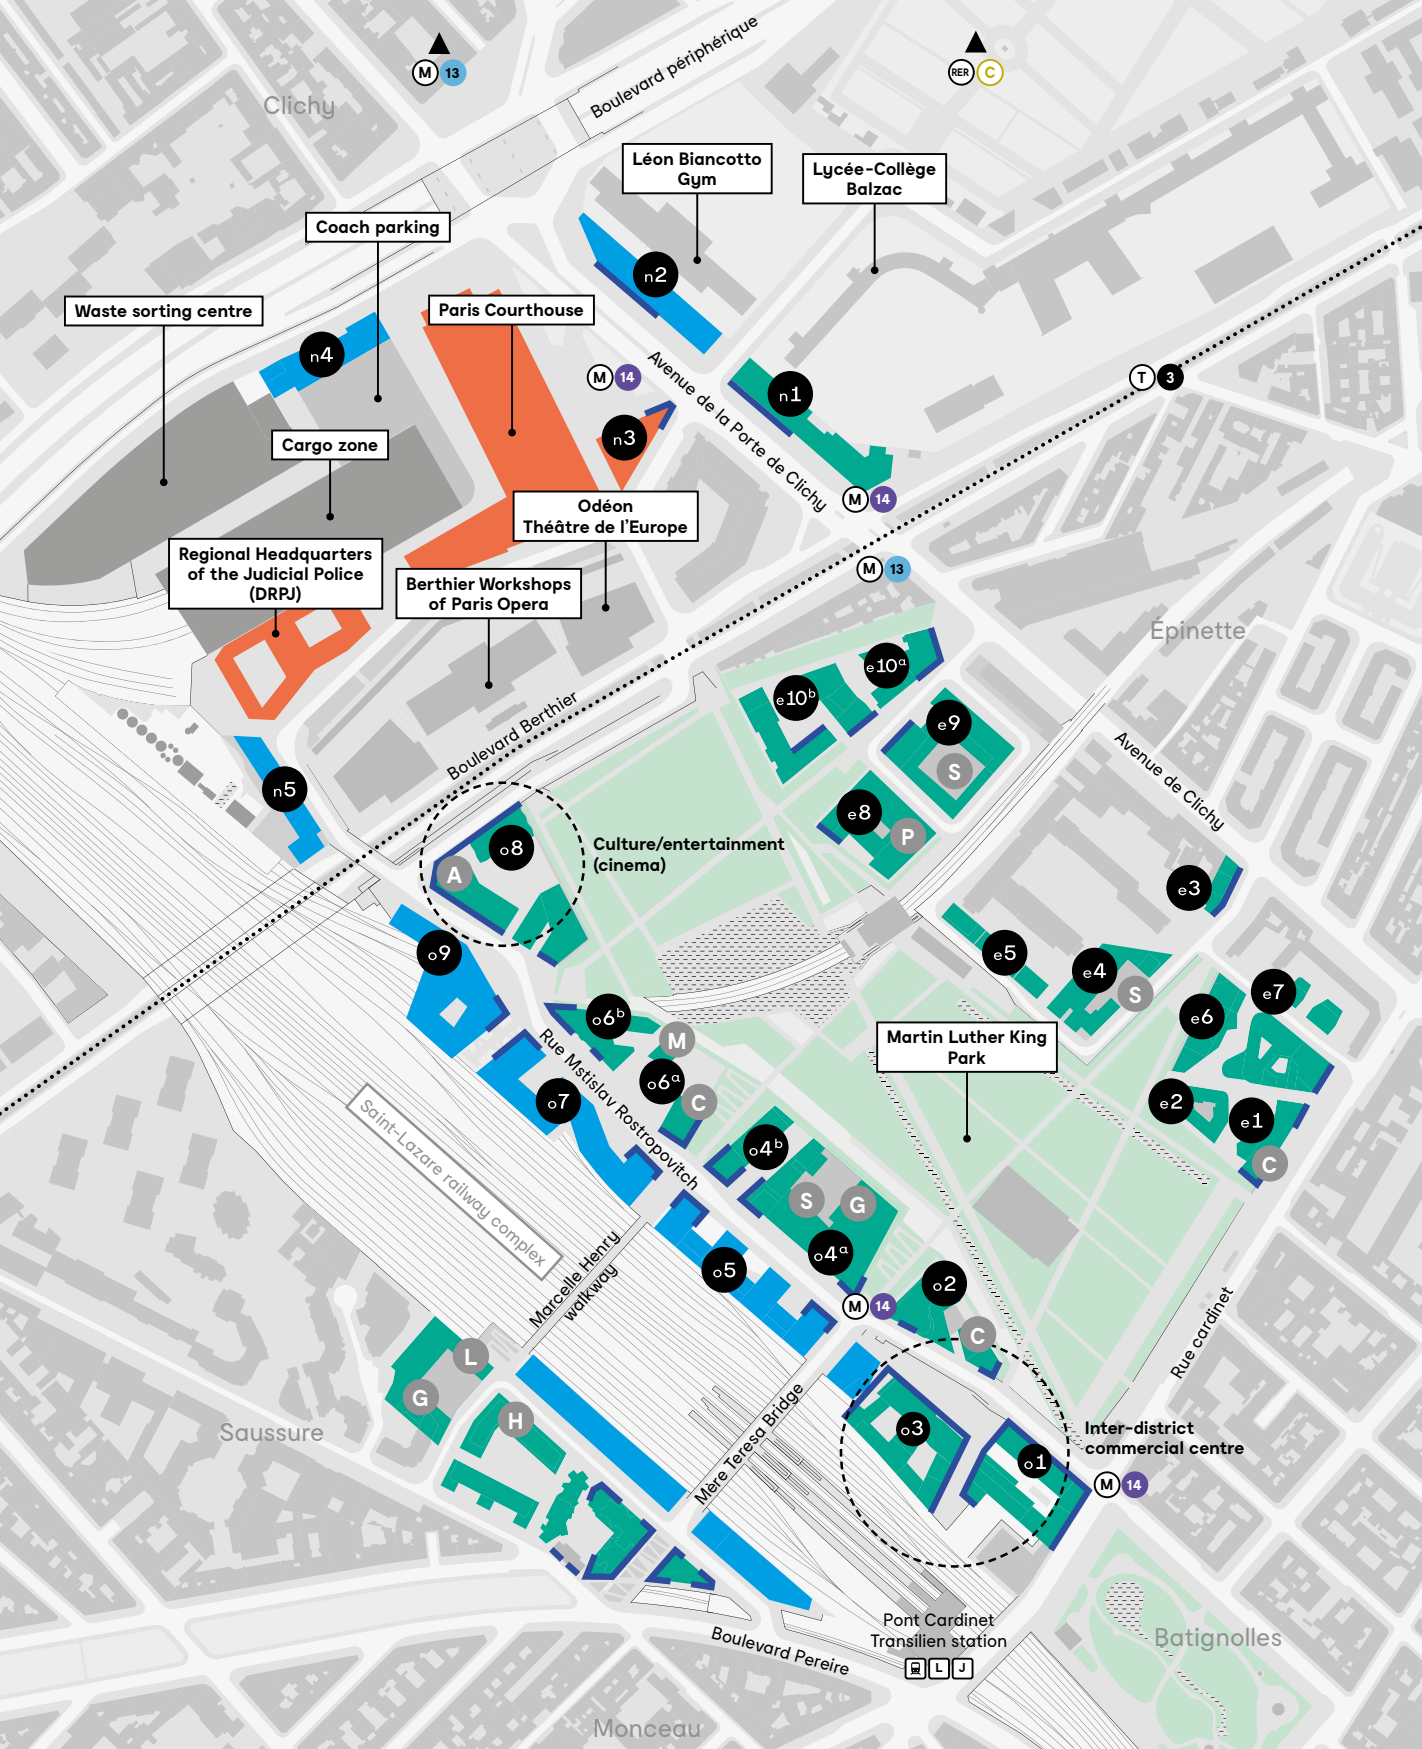 Boulevard périphérique
M 13
RER C
Clichy
Léon Biancotto
Gym
Lycée-Collège
Balzac
Coach parking
n2
Waste sorting centre
Paris Courthouse
n4
M 14
Avenue de la Porte de Clichy
n1
T 3
Cargo zone
n3
M 14
Odéon
Théâtre de l'Europe
Regional Headquarters
of the Judicial Police
(DRPJ)
Berthier Workshops
of Paris Opera
M 13
Épinette
e10a
e10b
e9
S
Boulevard Berthier
Avenue de Clichy
n5
e8
P
o8
A
Culture/entertainment
(cinema)
e3
o9
e5
e4
S
e7
e6
o6b
M
Martin Luther King
Park
Rue Mstislav Rostropovitch
o6a
C
o7
e2
e1
C
Saint-Lazare railway complex
o4b
S
G
o4a
o5
Marcelle Henry
walkway
M 14
o2
C
Rue cardinet
L
G
H
Saussure
Mère Teresa Bridge
o3
o1
Inter-district
commercial centre
M 14
Pont Cardinet
Transilien station
L J
Boulevard Pereire
Batignolles
Monceau